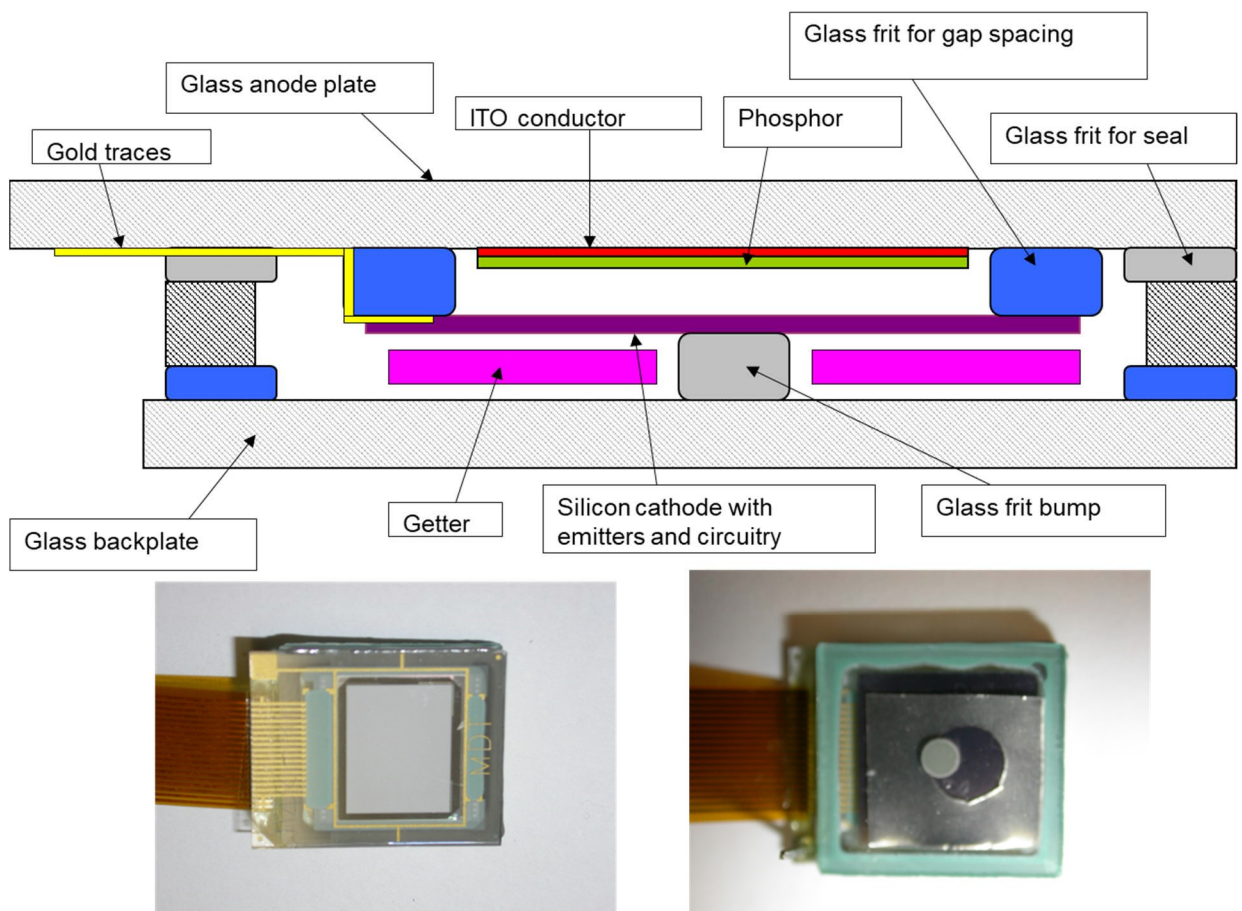 Glass frit for gap spacing
Glass anode plate
ITO conductor
Phosphor
Glass frit for seal
Gold traces
Getter
Silicon cathode with
emitters and circuitry
Glass frit bump
Glass backplate
MDT